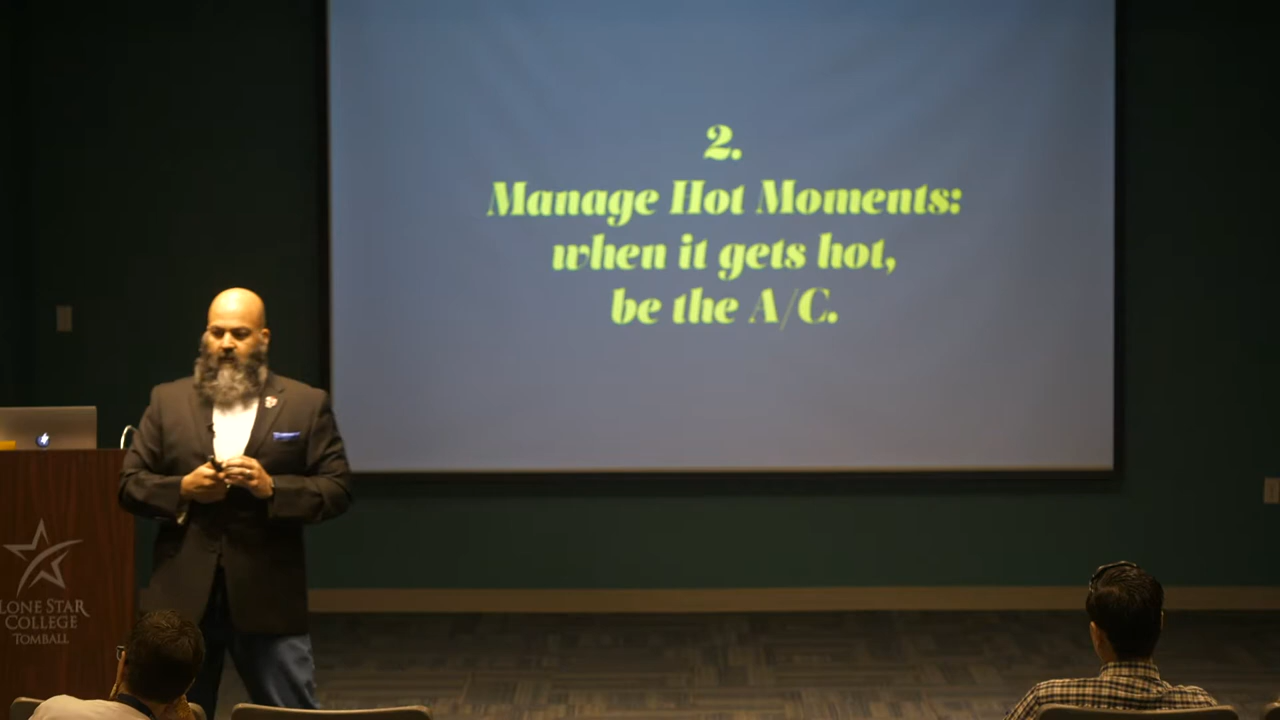 2.
Manage Hot Moments:
when it gets hot,
be the A/C.
LONE STAR
COLLEGE
TOMBALL